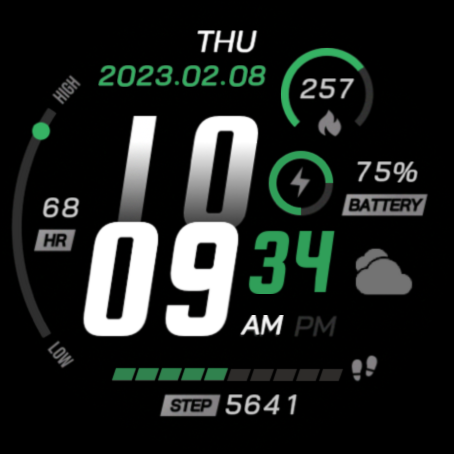 THU
2023.02.08
HIGH
257
10
75%
BATTERY
68
HR
09
34
AM PM
LOW
STEP 5641